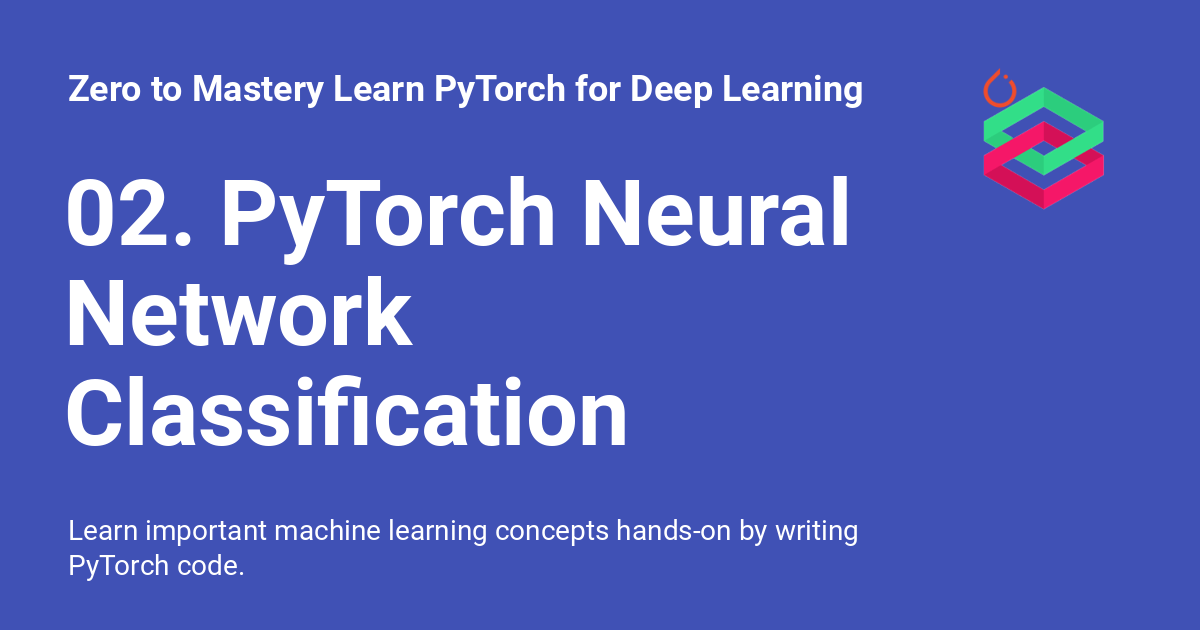 Zero to Mastery Learn PyTorch for Deep Learning
02. PyTorch Neural
Network
Classification
Learn important machine learning concepts hands-on by writing
PyTorch code.